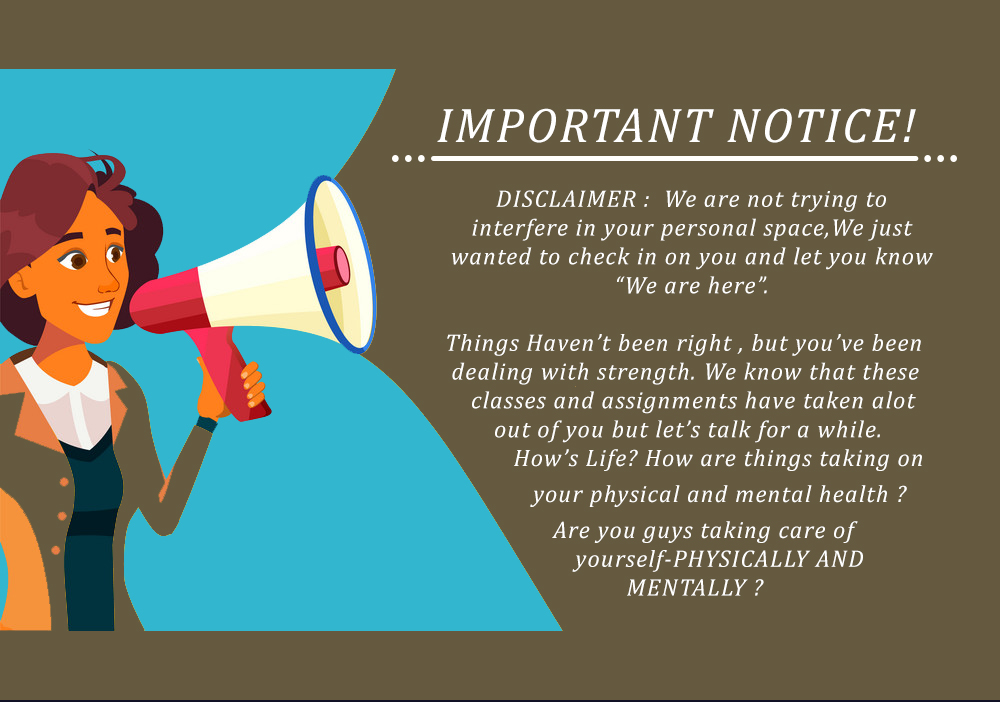 IMPORTANT NOTICE!
DISCLAIMER : We are not trying to
interfere in your personal space,We just
wanted to check in on you and let you know
“We are here”.
Things Haven’t been right , but you’ve been
dealing with strength. We know that these
classes and assignments have taken alot
out of you but let’s talk for a while.
How’s Life? How are things taking on
your physical and mental health ?
Are you guys taking care of
yourself-PHYSICALLY AND
MENTALLY ?